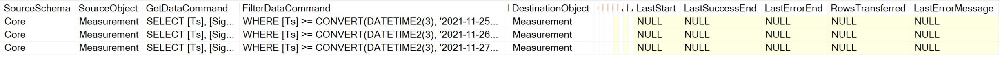 SourceSchema SourceObject GetDataCommand FilterDataCommand DestinationObject LastStart LastSuccessEnd LastErrorEnd RowsTransferred LastErrorMessage
Core Measurement SELECT [Ts], [Sig... WHERE [Ts] >= CONVERT(DATETIME2(3), '2021-11-25... Measurement NULL NULL NULL NULL NULL
Core Measurement SELECT [Ts], [Sig... WHERE [Ts] >= CONVERT(DATETIME2(3), '2021-11-26... Measurement NULL NULL NULL NULL NULL
Core Measurement SELECT [Ts], [Sig... WHERE [Ts] >= CONVERT(DATETIME2(3), '2021-11-27... Measurement NULL NULL NULL NULL NULL